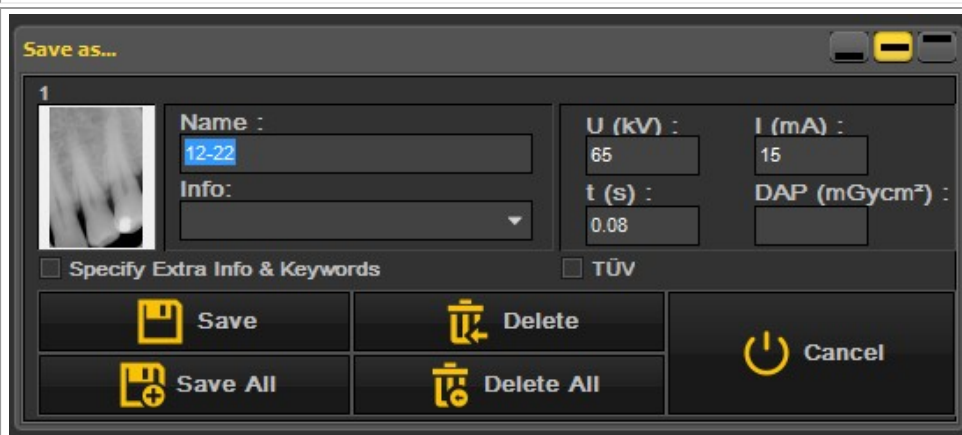 Save as...
1
Name :
12-22
Info:
U (kV) :
65
I (mA) :
15
t (s) :
0.08
DAP (mGycm²) :
Specify Extra Info & Keywords
TÜV
Save
Delete
Cancel
Save All
Delete All